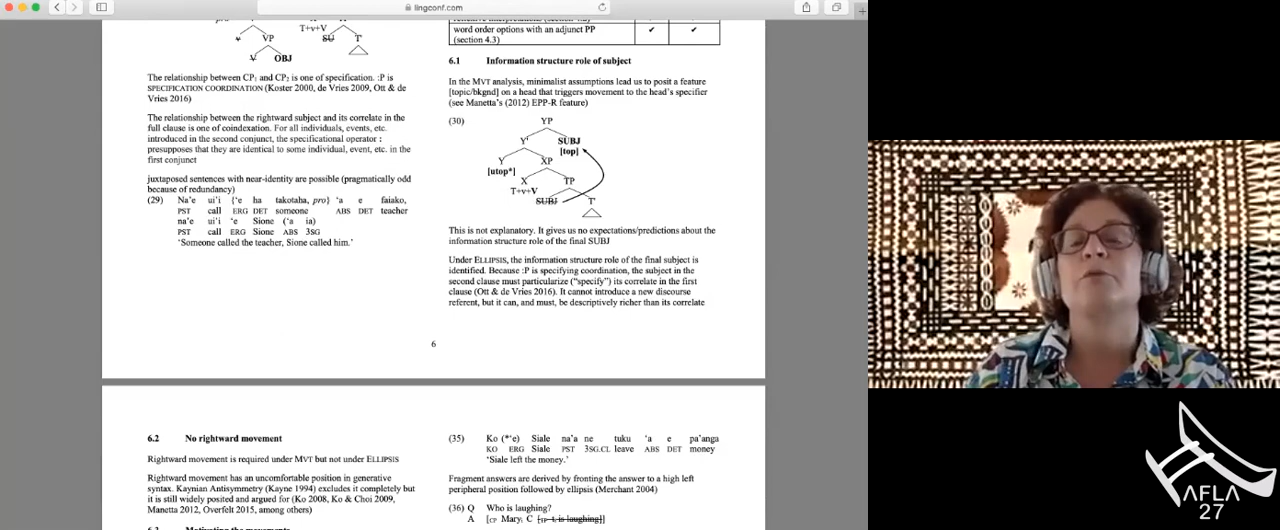 lingconf.com
pro
T+v+V
SU
T'
v
VP
V
OBJ
The relationship between CP1 and CP2 is one of specification. :P is
SPECIFICATION COORDINATION (Koster 2000, de Vries 2009, Ott & de
Vries 2016)
The relationship between the rightward subject and its correlate in the
full clause is one of coindexation. For all individuals, events, etc.
introduced in the second conjunct, the specificational operator :
presupposes that they are identical to some individual, event, etc. in the
first conjunct
juxtaposed sentences with near-identity are possible (pragmatically odd
because of redundancy)
(29) Na'e ui'i {'e ha takotaha, pro} 'a e faiako,
PST call ERG DET someone ABS DET teacher
na'e ui'i 'e Sione ('a ia)
PST call ERG Sione ABS 3SG
'Someone called the teacher, Sione called him.'
word order options with an adjunct PP ✔ ✔
(section 4.3)
6.1 Information structure role of subject
In the MVT analysis, minimalist assumptions lead us to posit a feature
[topic/bkgnd] on a head that triggers movement to the head's specifier
(see Manetta's (2012) EPP-R feature)
(30) YP
Y' SUBJ
[top]
Y XP
[utop*]
X TP
T+v+V
SUBJ T'
This is not explanatory. It gives us no expectations/predictions about the
information structure role of the final SUBJ
Under ELLIPSIS, the information structure role of the final subject is
identified. Because :P is specifying coordination, the subject in the
second clause must particularize ("specify") its correlate in the first
clause (Ott & de Vries 2016). It cannot introduce a new discourse
referent, but it can, and must, be descriptively richer than its correlate
6
6.2 No rightward movement
Rightward movement is required under MVT but not under ELLIPSIS
Rightward movement has an uncomfortable position in generative
syntax. Kaynian Antisymmetry (Kayne 1994) excludes it completely but
it is still widely posited and argued for (Ko 2008, Ko & Choi 2009,
Manetta 2012, Overfelt 2015, among others)
(35) Ko (*'e) Siale na'a ne tuku 'a e pa'anga
KO ERG Siale PST 3SG.CL leave ABS DET money
'Siale left the money.'
Fragment answers are derived by fronting the answer to a high left
peripheral position followed by ellipsis (Merchant 2004)
(36) Q Who is laughing?
A [CP Mary, C [TP t, is laughing]]
AFLA
27